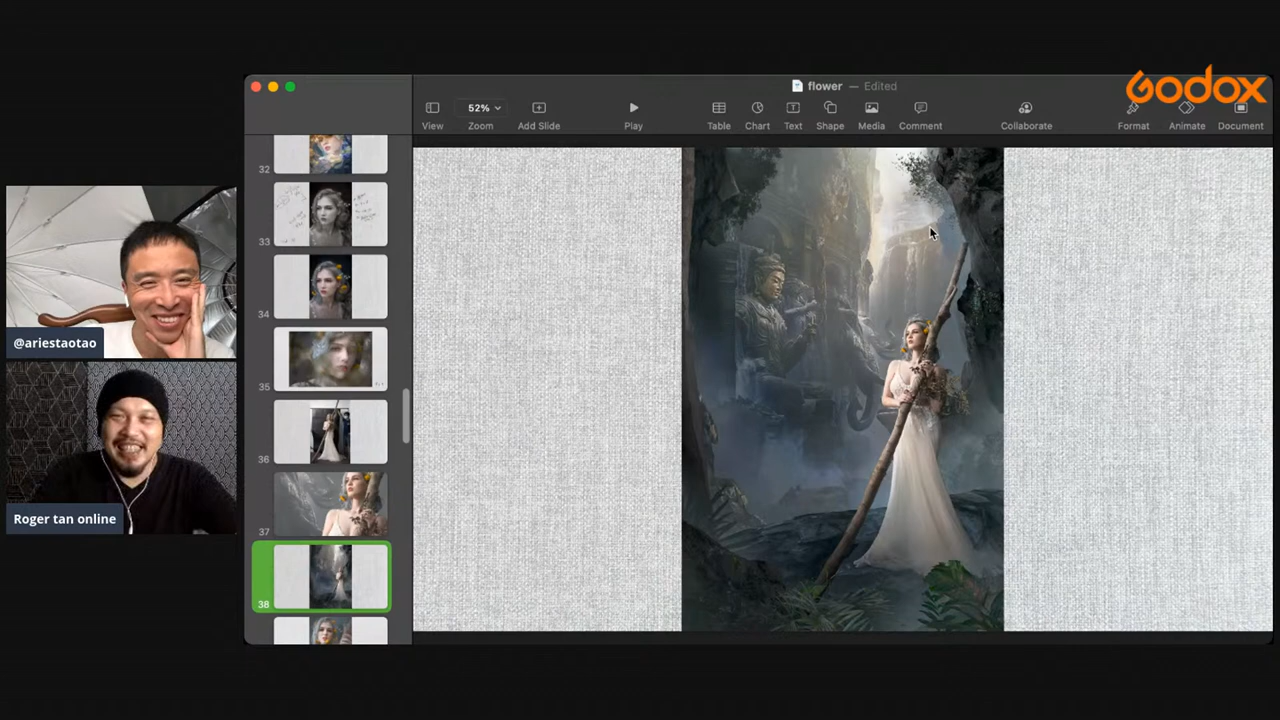 GODOX
flower — Edited
52%
View
Zoom
Add Slide
Play
Table
Chart
Text
Shape
Media
Comment
Collaborate
Format
Animate
Document
32
33
34
35
36
37
38
@ariestaotao
Roger tan online